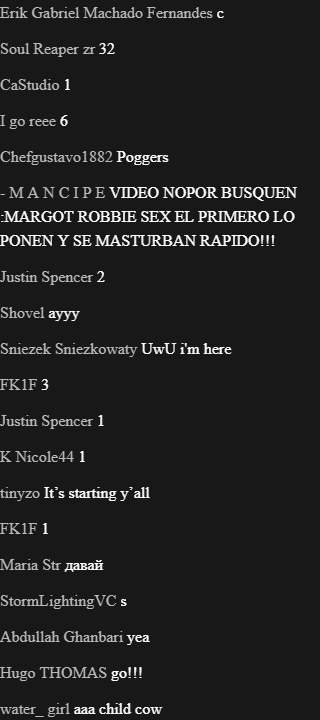 Erik Gabriel Machado Fernandes c
Soul Reaper zr 32
CaStudio 1
I go reee 6
Chefgustavo1882 Poggers
- M A N C I P E VIDEO NOPOR BUSQUEN
:MARGOT ROBBIE SEX EL PRIMERO LO
PONEN Y SE MASTURBAN RAPIDO!!!
Justin Spencer 2
Shovel ayyy
Sniezek Sniezkowaty UwU i'm here
FK1F 3
Justin Spencer 1
K Nicole44 1
tinyzo It’s starting y’all
FK1F 1
Maria Str давай
StormLightingVC s
Abdullah Ghanbari yea
Hugo THOMAS go!!!
water_ girl aaa child cow